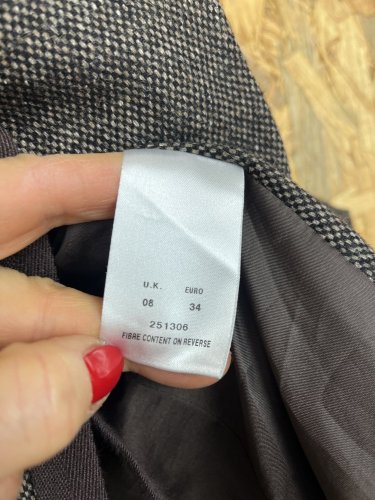 U.K. EURO
08 34
251306
FIBRE CONTENT ON REVERSE